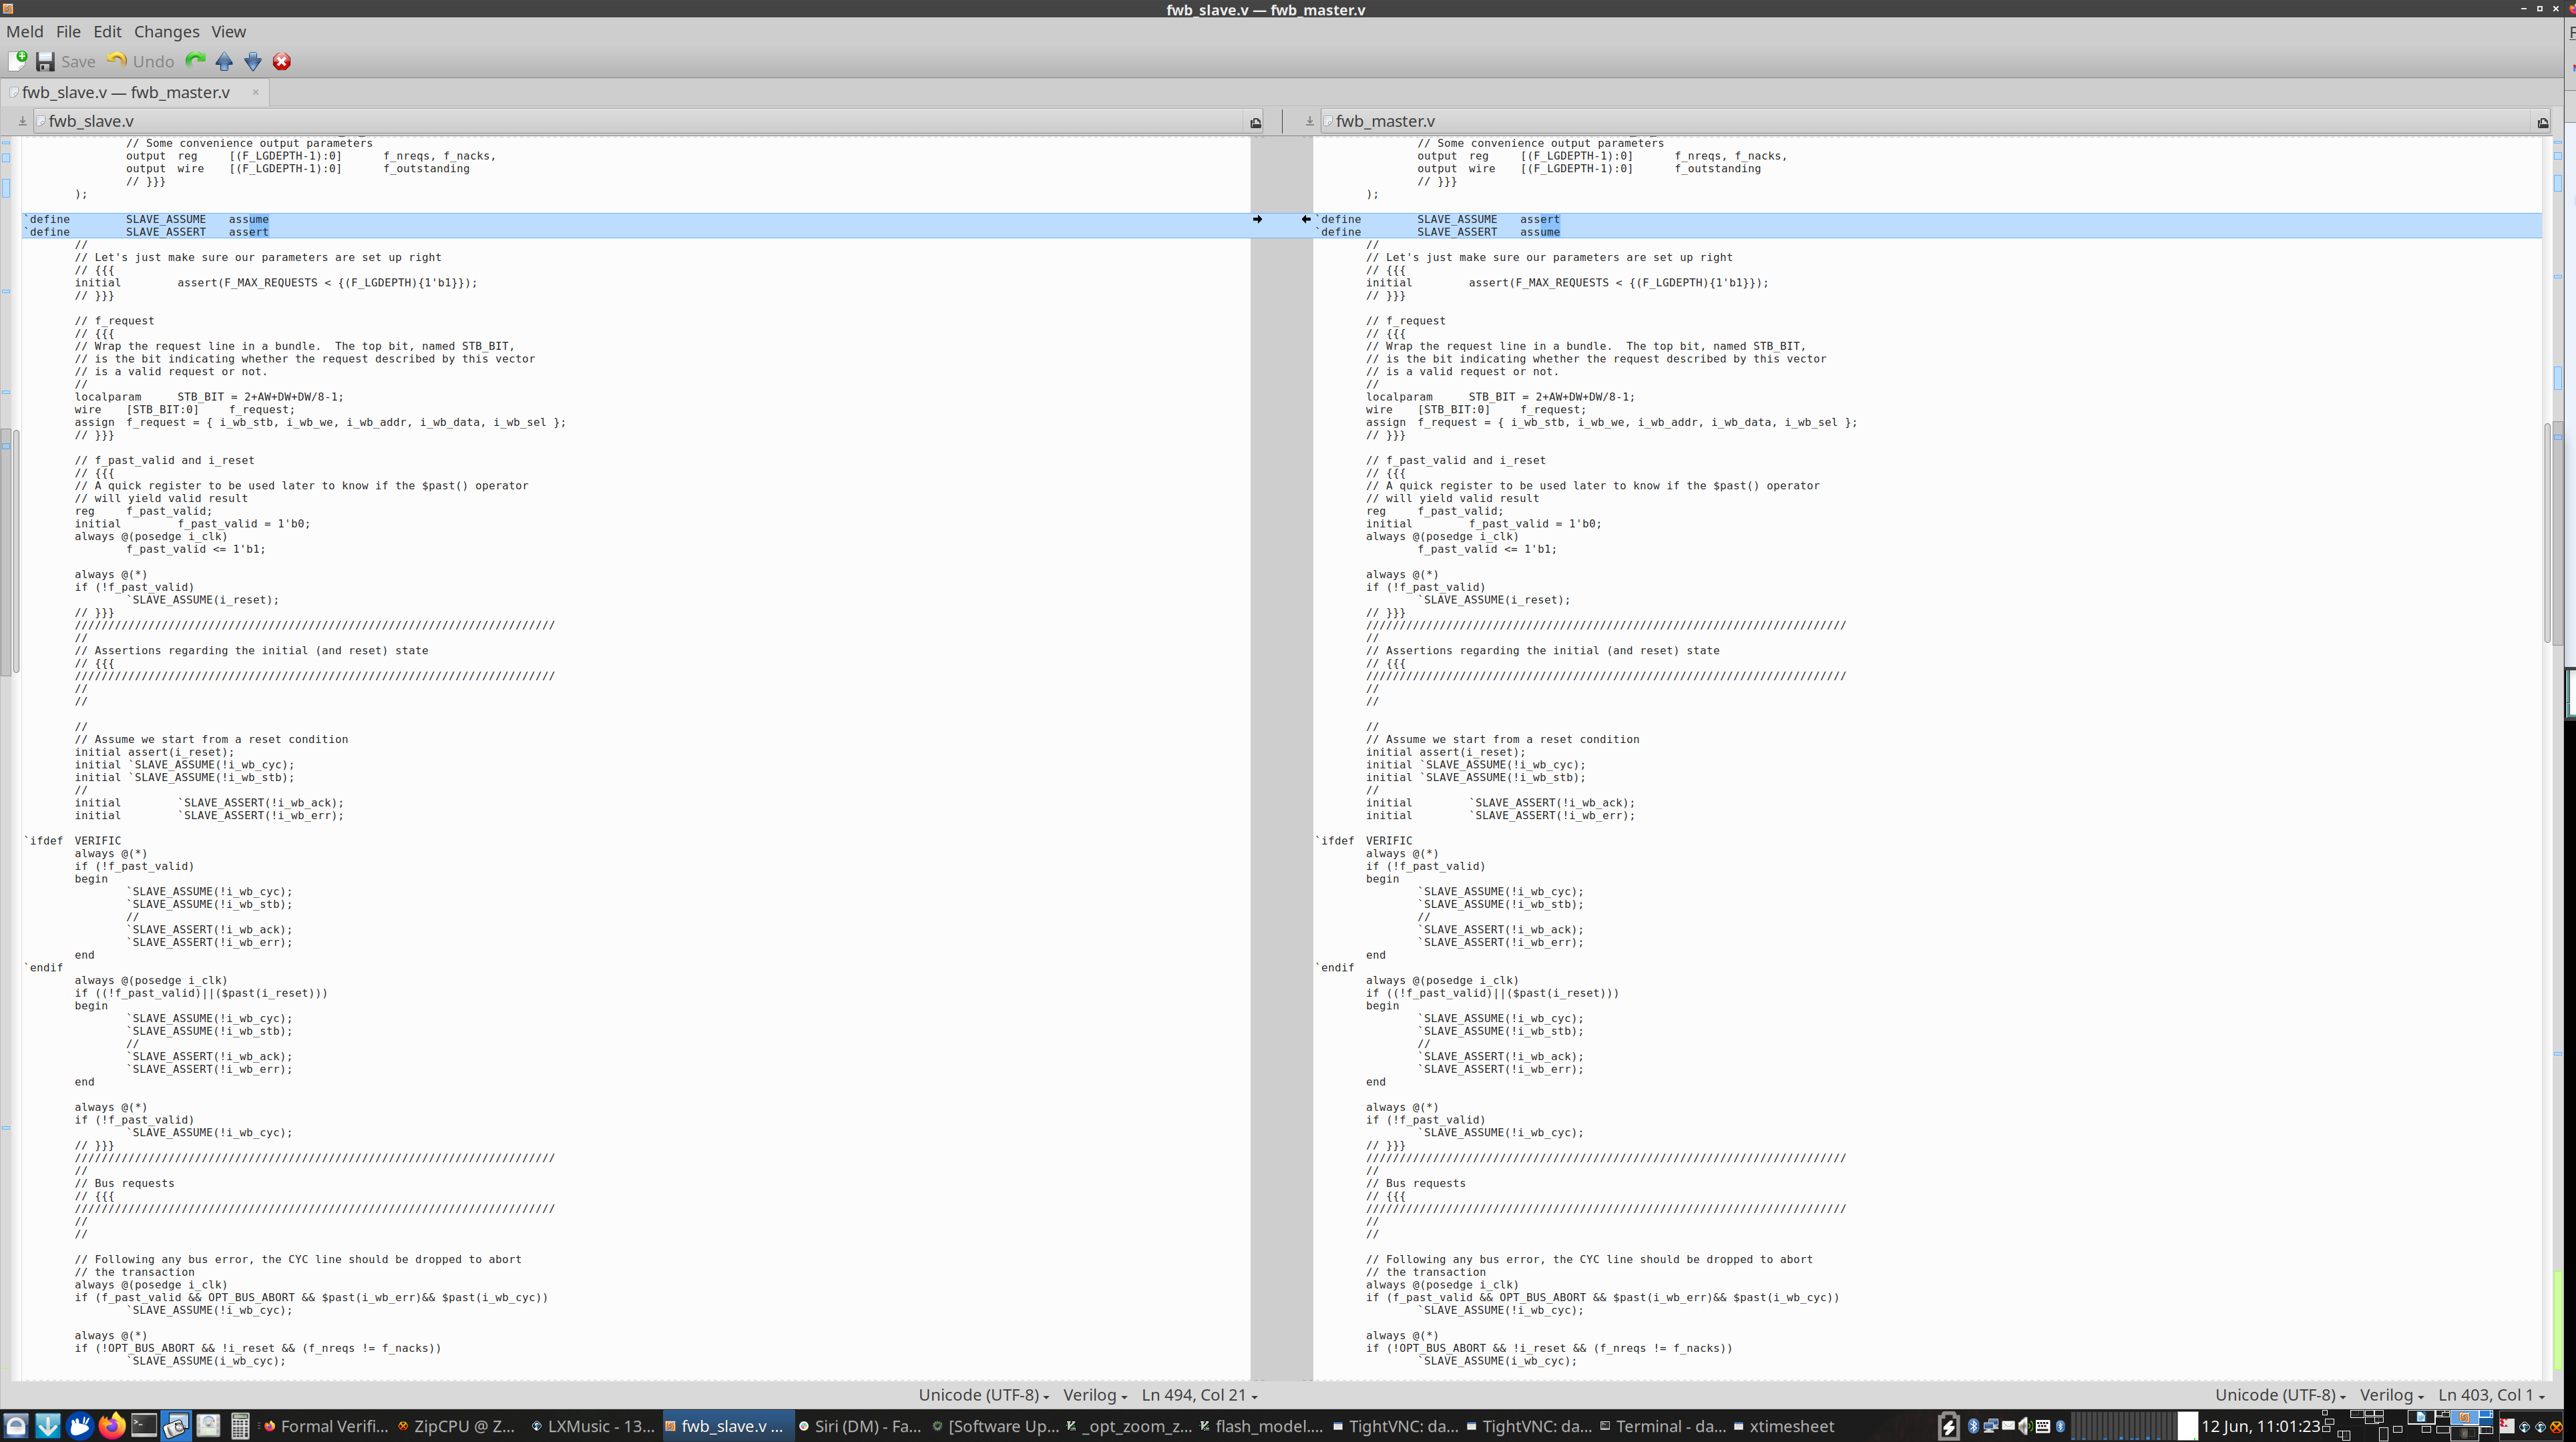 fwb_slave.v — fwb_master.v
Meld File Edit Changes View
Save Undo
fwb_slave.v — fwb_master.v ×
fwb_slave.v
// Some convenience output parameters
output reg [(F_LGDEPTH-1):0] f_nreqs, f_nacks,
output wire [(F_LGDEPTH-1):0] f_outstanding
// }}}
);
`define SLAVE_ASSUME assume
`define SLAVE_ASSERT assert
//
// Let's just make sure our parameters are set up right
// {{{
initial assert(F_MAX_REQUESTS < {(F_LGDEPTH){1'b1}});
// }}}
// f_request
// {{{
// Wrap the request line in a bundle.  The top bit, named STB_BIT,
// is the bit indicating whether the request described by this vector
// is a valid request or not.
//
localparam STB_BIT = 2+AW+DW+DW/8-1;
wire [STB_BIT:0] f_request;
assign f_request = { i_wb_stb, i_wb_we, i_wb_addr, i_wb_data, i_wb_sel };
// }}}
// f_past_valid and i_reset
// {{{
// A quick register to be used later to know if the $past() operator
// will yield valid result
reg f_past_valid;
initial f_past_valid = 1'b0;
always @(posedge i_clk)
f_past_valid <= 1'b1;
always @(*)
if (!f_past_valid)
`SLAVE_ASSUME(i_reset);
// }}}
////////////////////////////////////////////////////////////////////////
//
// Assertions regarding the initial (and reset) state
// {{{
////////////////////////////////////////////////////////////////////////
//
//
//
// Assume we start from a reset condition
initial assert(i_reset);
initial `SLAVE_ASSUME(!i_wb_cyc);
initial `SLAVE_ASSUME(!i_wb_stb);
//
initial `SLAVE_ASSERT(!i_wb_ack);
initial `SLAVE_ASSERT(!i_wb_err);
`ifdef VERIFIC
always @(*)
if (!f_past_valid)
begin
`SLAVE_ASSUME(!i_wb_cyc);
`SLAVE_ASSUME(!i_wb_stb);
//
`SLAVE_ASSERT(!i_wb_ack);
`SLAVE_ASSERT(!i_wb_err);
end
`endif
always @(posedge i_clk)
if ((!f_past_valid)||($past(i_reset)))
begin
`SLAVE_ASSUME(!i_wb_cyc);
`SLAVE_ASSUME(!i_wb_stb);
//
`SLAVE_ASSERT(!i_wb_ack);
`SLAVE_ASSERT(!i_wb_err);
end
always @(*)
if (!f_past_valid)
`SLAVE_ASSUME(!i_wb_cyc);
// }}}
////////////////////////////////////////////////////////////////////////
//
// Bus requests
// {{{
////////////////////////////////////////////////////////////////////////
//
//
// Following any bus error, the CYC line should be dropped to abort
// the transaction
always @(posedge i_clk)
if (f_past_valid && OPT_BUS_ABORT && $past(i_wb_err)&& $past(i_wb_cyc))
`SLAVE_ASSUME(!i_wb_cyc);
always @(*)
if (!OPT_BUS_ABORT && !i_reset && (f_nreqs != f_nacks))
`SLAVE_ASSUME(i_wb_cyc);
Unicode (UTF-8) Verilog Ln 494, Col 21
fwb_master.v
// Some convenience output parameters
output reg [(F_LGDEPTH-1):0] f_nreqs, f_nacks,
output wire [(F_LGDEPTH-1):0] f_outstanding
// }}}
);
`define SLAVE_ASSUME assert
`define SLAVE_ASSERT assume
//
// Let's just make sure our parameters are set up right
// {{{
initial assert(F_MAX_REQUESTS < {(F_LGDEPTH){1'b1}});
// }}}
// f_request
// {{{
// Wrap the request line in a bundle.  The top bit, named STB_BIT,
// is the bit indicating whether the request described by this vector
// is a valid request or not.
//
localparam STB_BIT = 2+AW+DW+DW/8-1;
wire [STB_BIT:0] f_request;
assign f_request = { i_wb_stb, i_wb_we, i_wb_addr, i_wb_data, i_wb_sel };
// }}}
// f_past_valid and i_reset
// {{{
// A quick register to be used later to know if the $past() operator
// will yield valid result
reg f_past_valid;
initial f_past_valid = 1'b0;
always @(posedge i_clk)
f_past_valid <= 1'b1;
always @(*)
if (!f_past_valid)
`SLAVE_ASSUME(i_reset);
// }}}
////////////////////////////////////////////////////////////////////////
//
// Assertions regarding the initial (and reset) state
// {{{
////////////////////////////////////////////////////////////////////////
//
//
//
// Assume we start from a reset condition
initial assert(i_reset);
initial `SLAVE_ASSUME(!i_wb_cyc);
initial `SLAVE_ASSUME(!i_wb_stb);
//
initial `SLAVE_ASSERT(!i_wb_ack);
initial `SLAVE_ASSERT(!i_wb_err);
`ifdef VERIFIC
always @(*)
if (!f_past_valid)
begin
`SLAVE_ASSUME(!i_wb_cyc);
`SLAVE_ASSUME(!i_wb_stb);
//
`SLAVE_ASSERT(!i_wb_ack);
`SLAVE_ASSERT(!i_wb_err);
end
`endif
always @(posedge i_clk)
if ((!f_past_valid)||($past(i_reset)))
begin
`SLAVE_ASSUME(!i_wb_cyc);
`SLAVE_ASSUME(!i_wb_stb);
//
`SLAVE_ASSERT(!i_wb_ack);
`SLAVE_ASSERT(!i_wb_err);
end
always @(*)
if (!f_past_valid)
`SLAVE_ASSUME(!i_wb_cyc);
// }}}
////////////////////////////////////////////////////////////////////////
//
// Bus requests
// {{{
////////////////////////////////////////////////////////////////////////
//
//
// Following any bus error, the CYC line should be dropped to abort
// the transaction
always @(posedge i_clk)
if (f_past_valid && OPT_BUS_ABORT && $past(i_wb_err)&& $past(i_wb_cyc))
`SLAVE_ASSUME(!i_wb_cyc);
always @(*)
if (!OPT_BUS_ABORT && !i_reset && (f_nreqs != f_nacks))
`SLAVE_ASSUME(i_wb_cyc);
Unicode (UTF-8) Verilog Ln 403, Col 1
Formal Verifi... ZipCPU @ Z... LXMusic - 13... fwb_slave.v ... Siri (DM) - Fa... [Software Up... _opt_zoom_z... flash_model.... TightVNC: da... TightVNC: da... Terminal - da... xtimesheet 12 Jun, 11:01:23